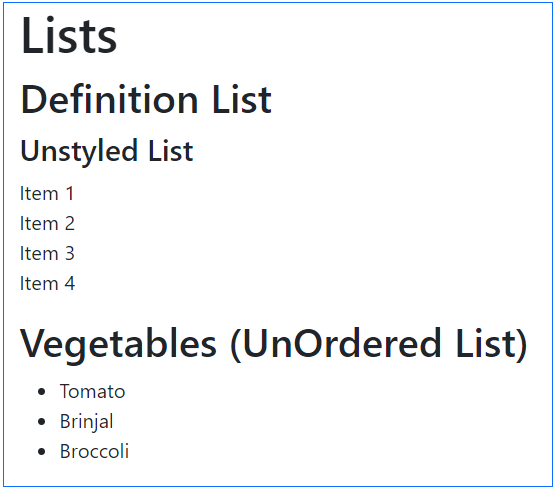 Lists
Definition List
Unstyled List
Item 1
Item 2
Item 3
Item 4
Vegetables (UnOrdered List)
Tomato
Brinjal
Broccoli